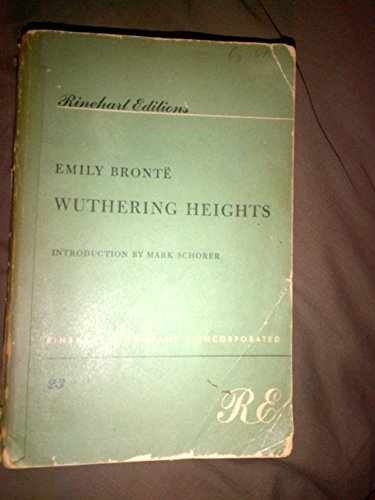 Rinehart Editions
EMILY BRONTË
WUTHERING HEIGHTS
INTRODUCTION BY MARK SCHORER
INCORPORATED
23
RE